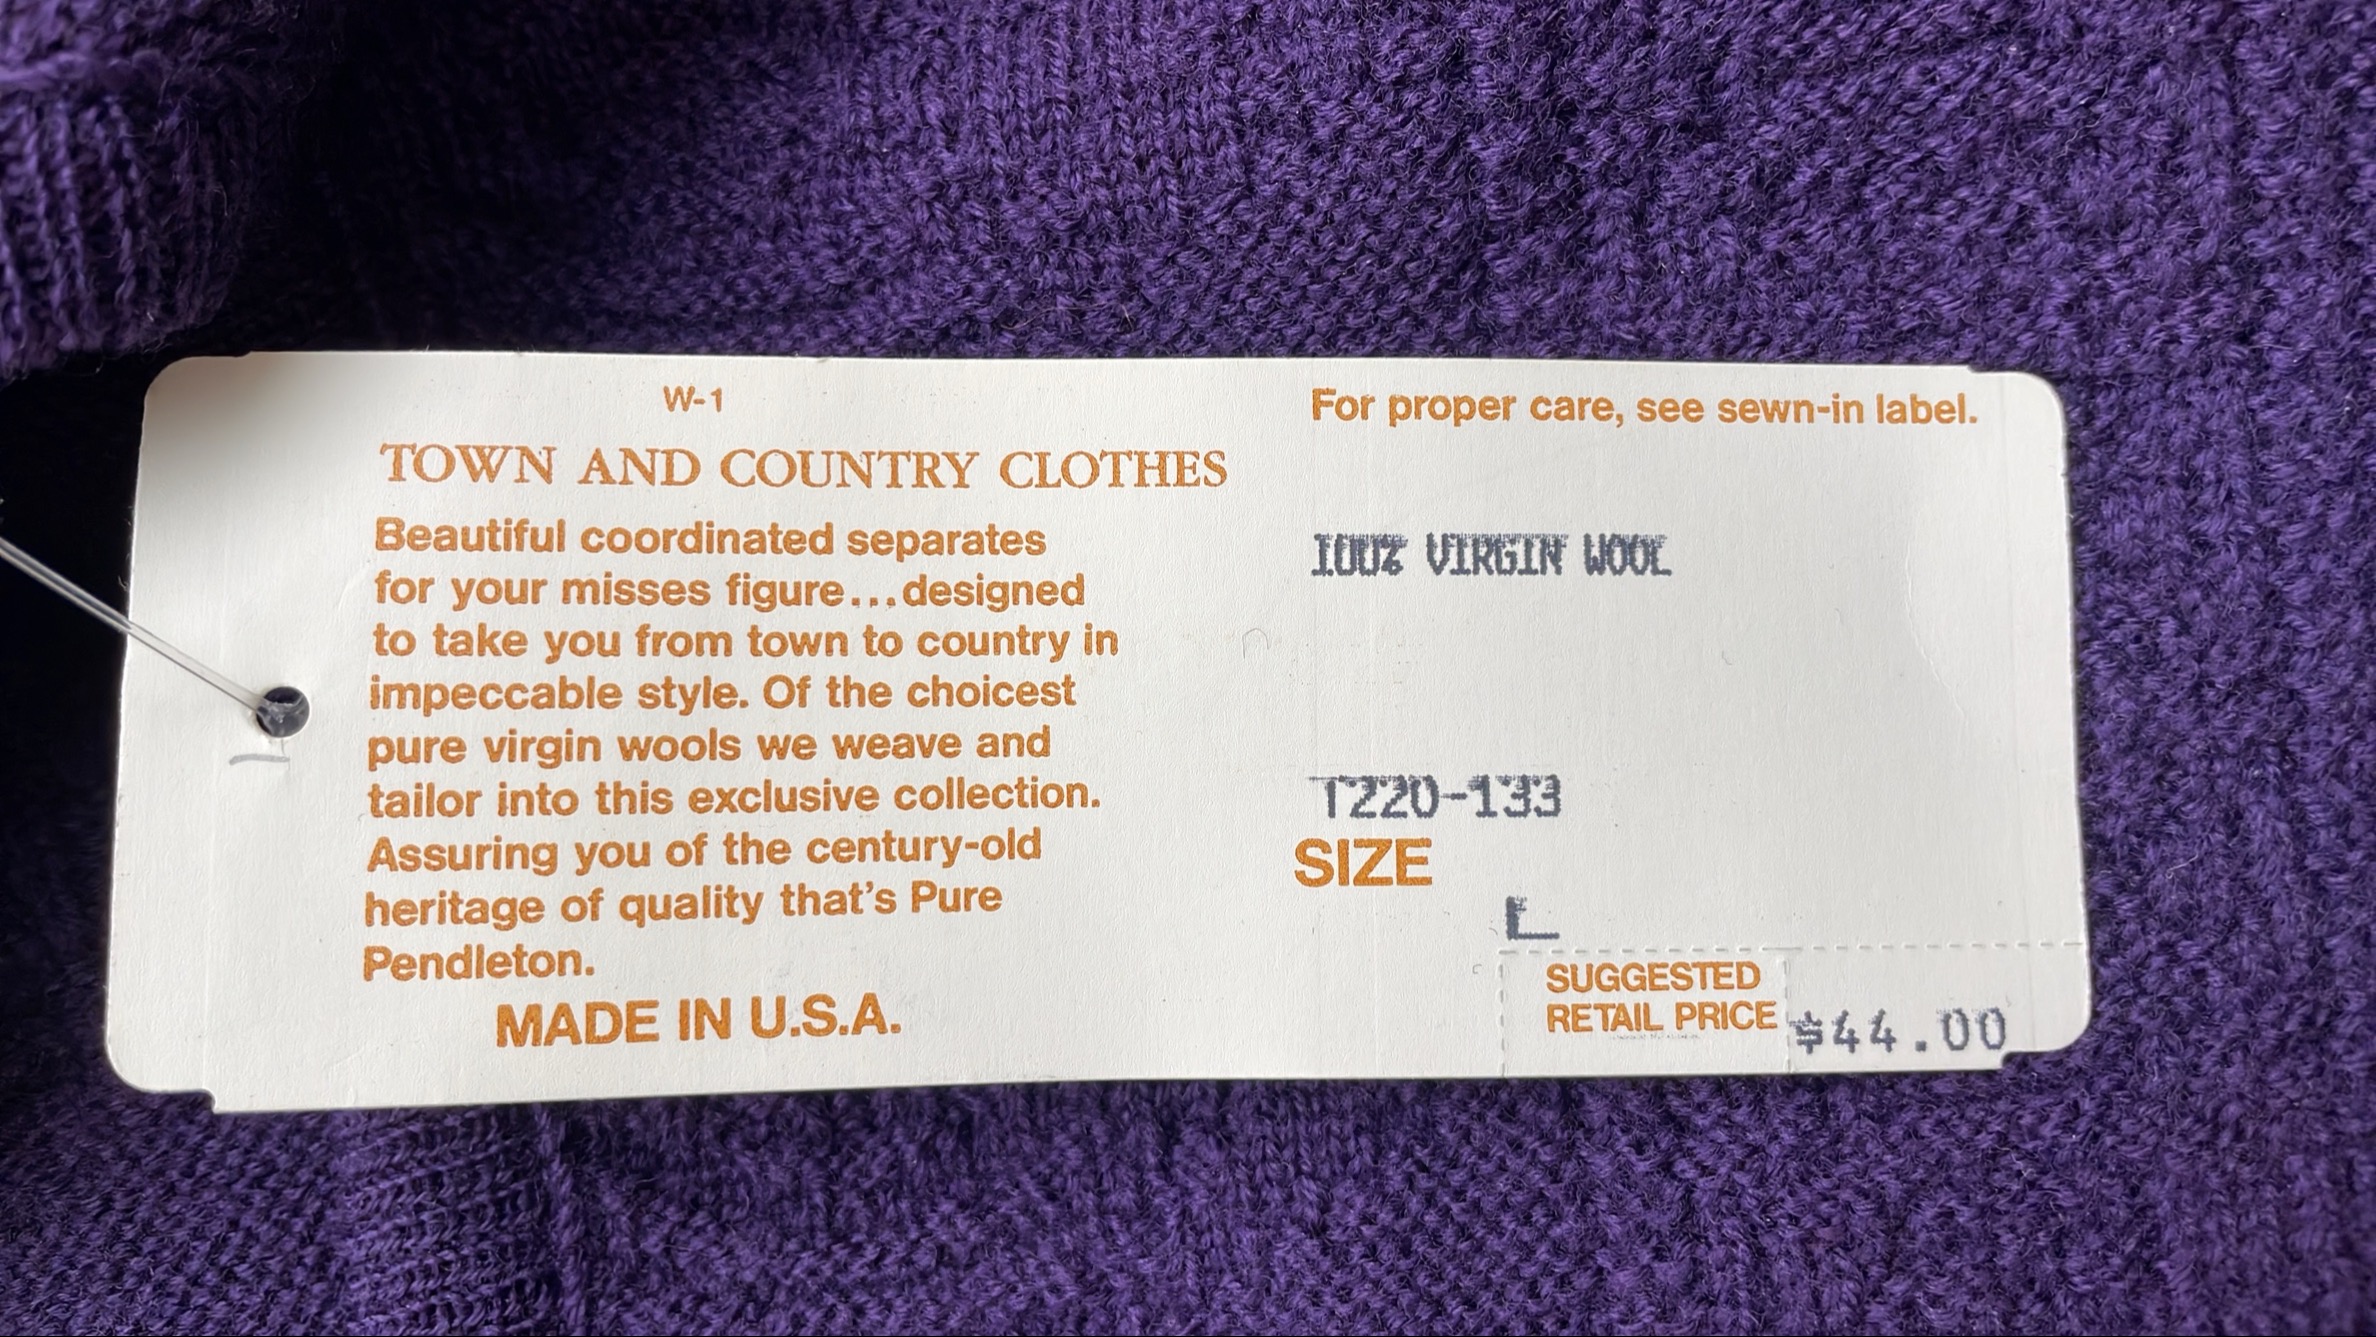 W-1
TOWN AND COUNTRY CLOTHES
Beautiful coordinated separates
for your misses figure...designed
to take you from town to country in
impeccable style. Of the choicest
pure virgin wools we weave and
tailor into this exclusive collection.
Assuring you of the century-old
heritage of quality that's Pure
Pendleton.
MADE IN U.S.A.
For proper care, see sewn-in label.
100% VIRGIN WOOL
T220-133
SIZE
L
SUGGESTED
RETAIL PRICE $44.00